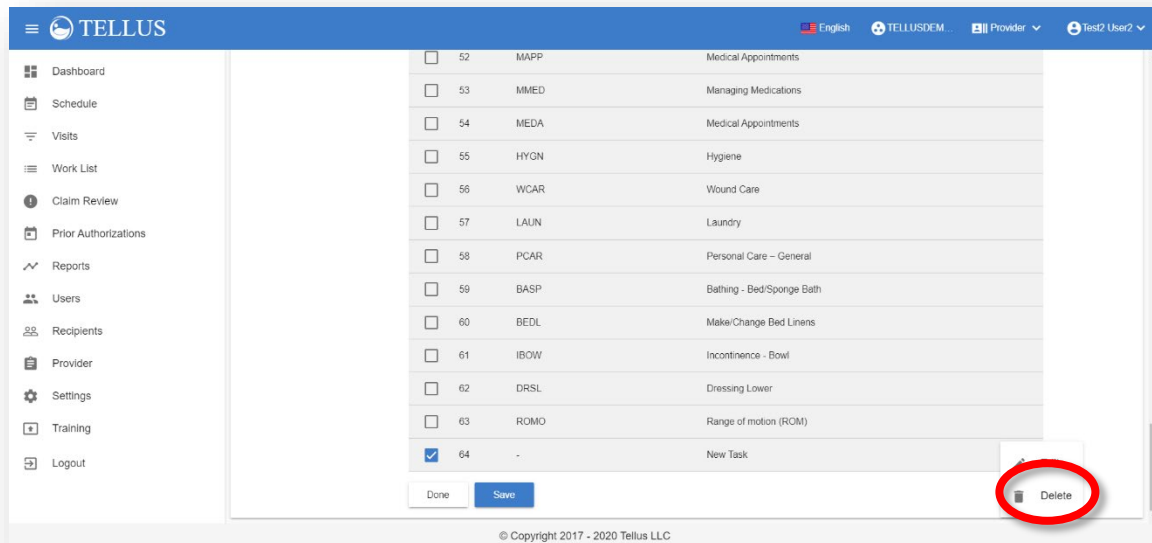 TELLUS
English
TELLUSDEM...
Provider
Test2 User2
Dashboard
Schedule
Visits
Work List
Claim Review
Prior Authorizations
Reports
Users
Recipients
Provider
Settings
Training
Logout
52 MAPP Medical Appointments
53 MMED Managing Medications
54 MEDA Medical Appointments
55 HYGN Hygiene
56 WCAR Wound Care
57 LAUN Laundry
58 PCAR Personal Care – General
59 BASP Bathing - Bed/Sponge Bath
60 BEDL Make/Change Bed Linens
61 IBOW Incontinence - Bowl
62 DRSL Dressing Lower
63 ROMO Range of motion (ROM)
64 - New Task
Delete
Done
Save
© Copyright 2017 - 2020 Tellus LLC